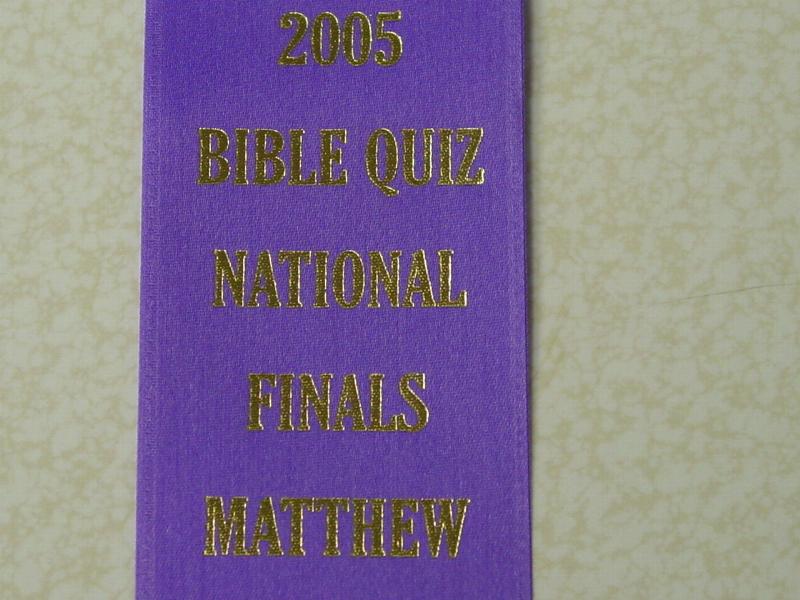 2005
BIBLE QUIZ
NATIONAL
FINALS
MATTHEW